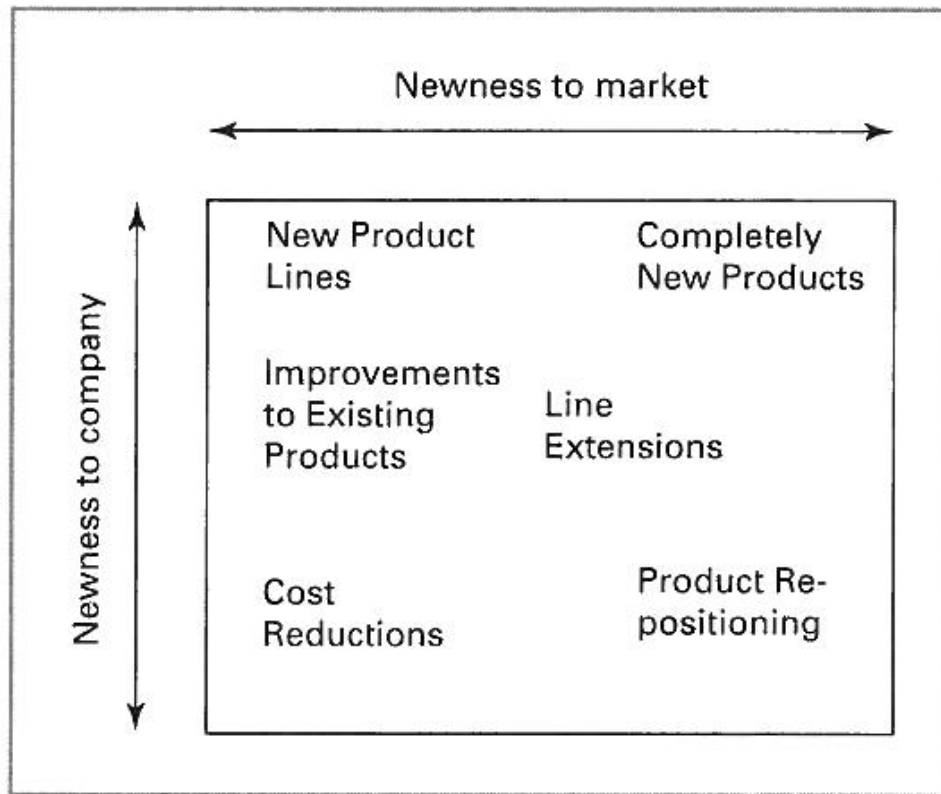 Newness to market
Newness to company
New Product
Lines
Completely
New Products
Improvements
to Existing
Products
Line
Extensions
Cost
Reductions
Product Re-
positioning